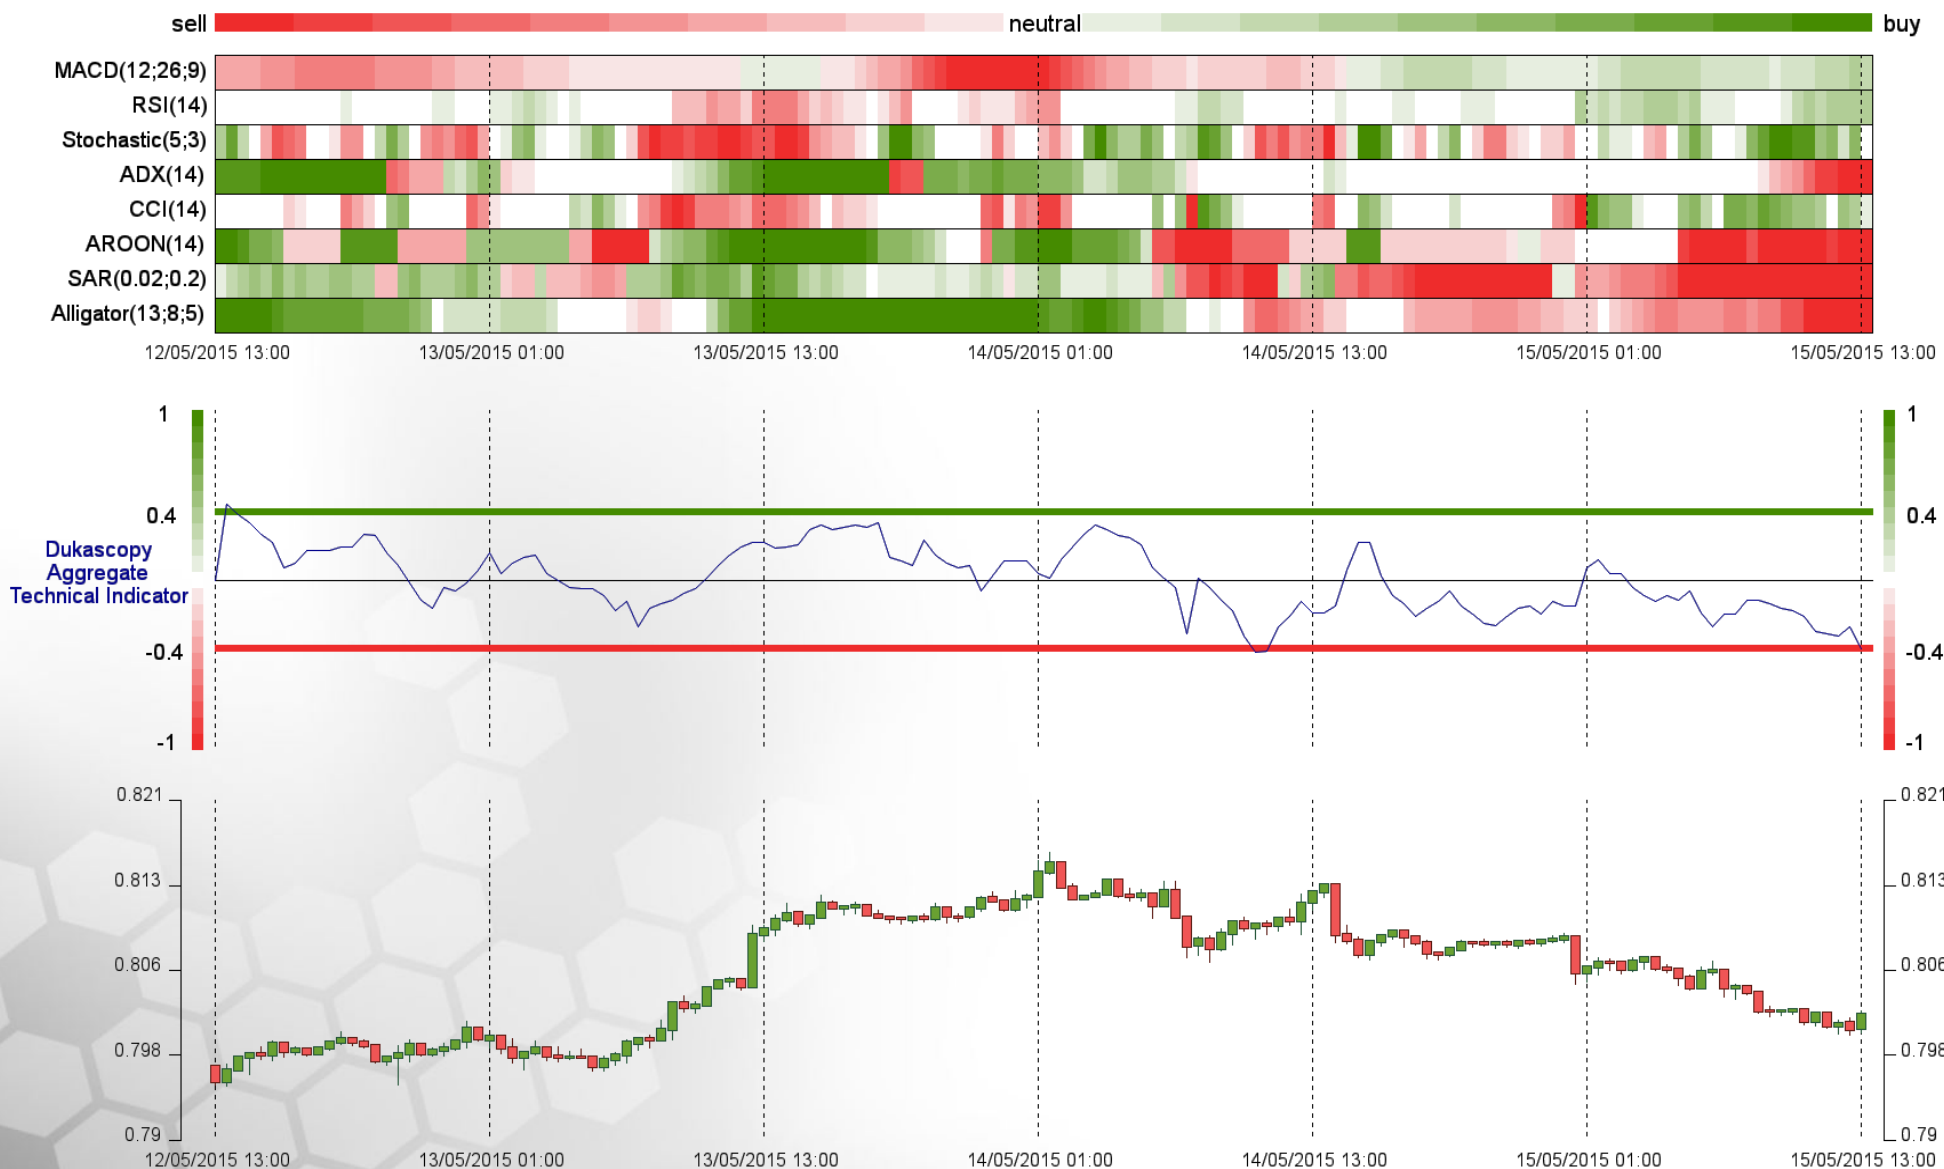 sell neutral buy
MACD(12;26;9)
RSI(14)
Stochastic(5;3)
ADX(14)
CCI(14)
AROON(14)
SAR(0.02;0.2)
Alligator(13;8;5)
12/05/2015 13:00 13/05/2015 01:00 13/05/2015 13:00 14/05/2015 01:00 14/05/2015 13:00 15/05/2015 01:00 15/05/2015 13:00
1 1
0.4 0.4
Dukascopy
Aggregate
Technical Indicator
-0.4 -0.4
-1 -1
0.821 0.821
0.813 0.813
0.806 0.806
0.798 0.798
0.79 0.79
12/05/2015 13:00 13/05/2015 01:00 13/05/2015 13:00 14/05/2015 01:00 14/05/2015 13:00 15/05/2015 01:00 15/05/2015 13:00